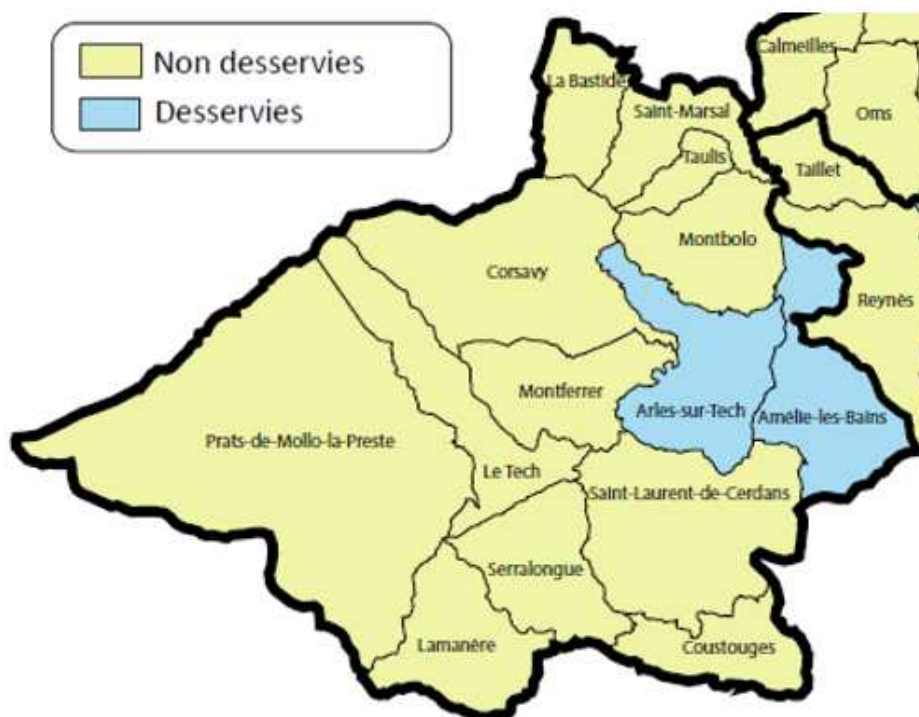 Non desservies
Desservies
Calmeilles
La Bastide
Saint-Marsal
Oms
Taulis
Taillet
Montbolo
Corsavy
Reynès
Montferrer
Arles-sur-Tech
Amélie-les-Bains
Prats-de-Mollo-la-Preste
Le Tech
Saint-Laurent-de-Cerdans
Serralongue
Lamanère
Coustouges